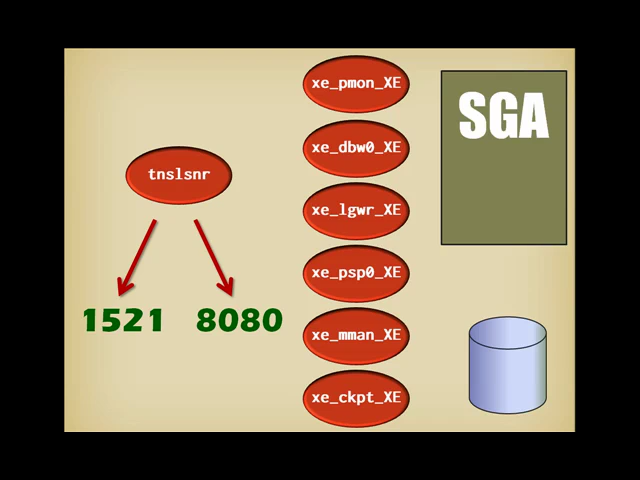 tnslsnr
1521 8080
xe_pmon_XE
xe_dbw0_XE
xe_lgwr_XE
xe_psp0_XE
xe_mman_XE
xe_ckpt_XE
SGA